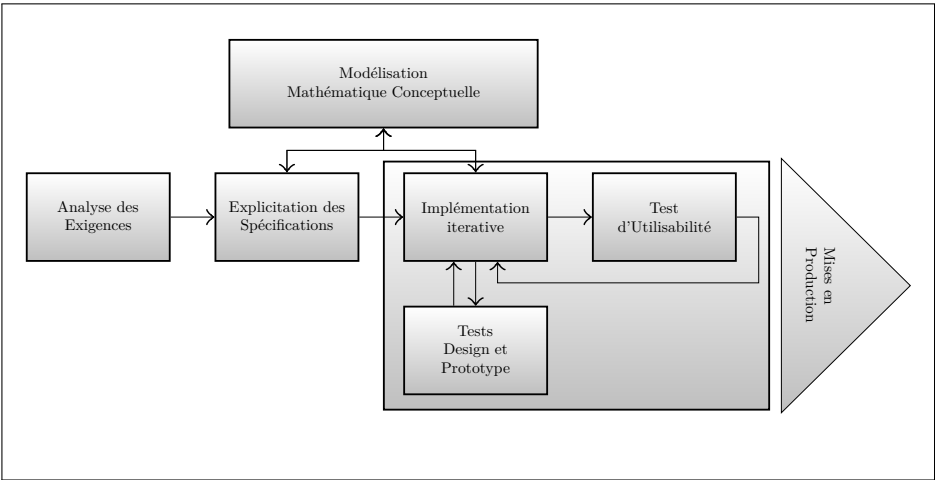 Modélisation
Mathématique Conceptuelle
Analyse des
Exigences
Explicitation des
Spécifications
Implémentation
iterative
Test
d'Utilisabilité
Tests
Design et
Prototype
Mises en
Production